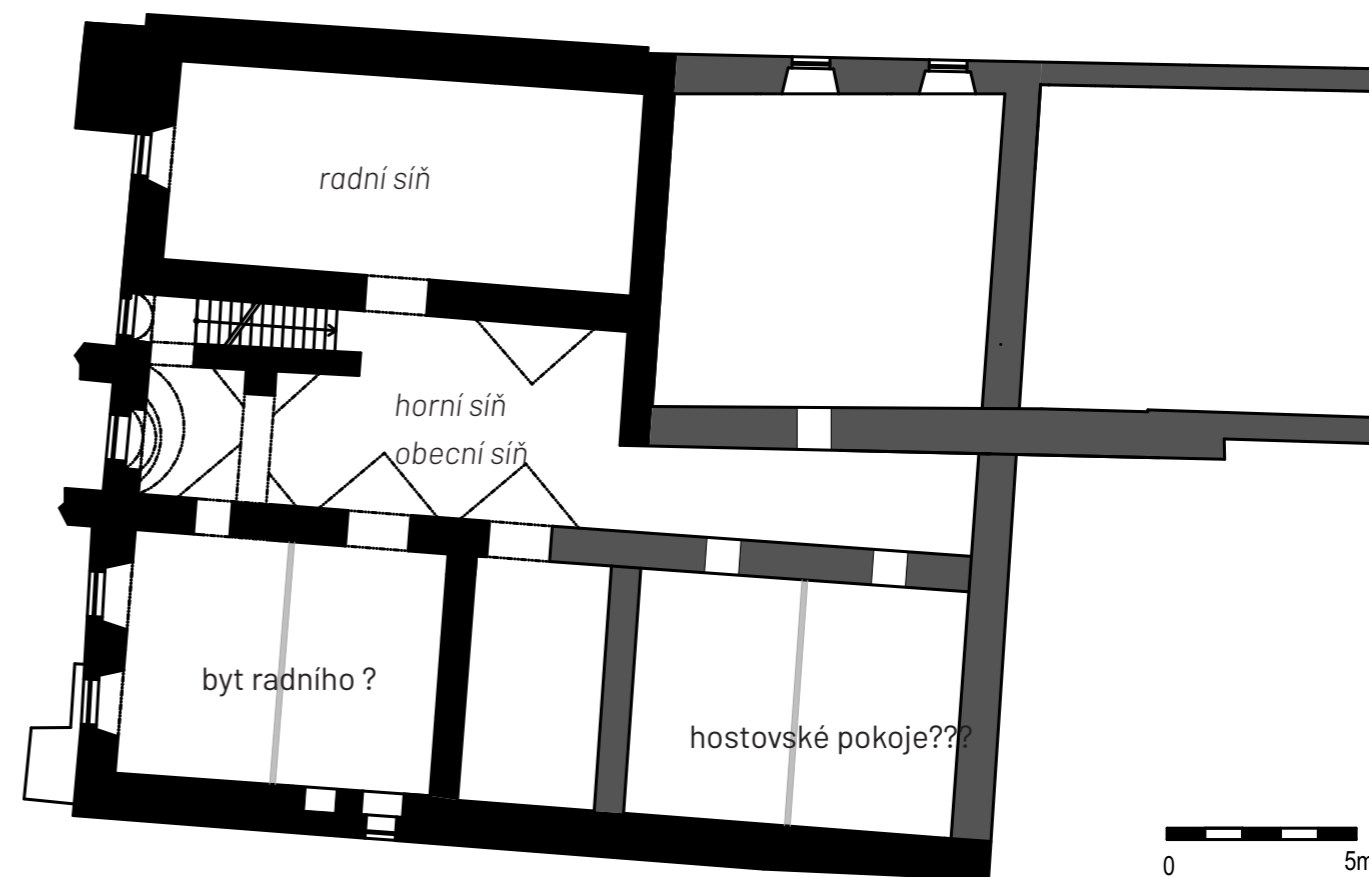 radní síň
horní síň
obecní síň
byt radního ?
hostovské pokoje???
0
5m